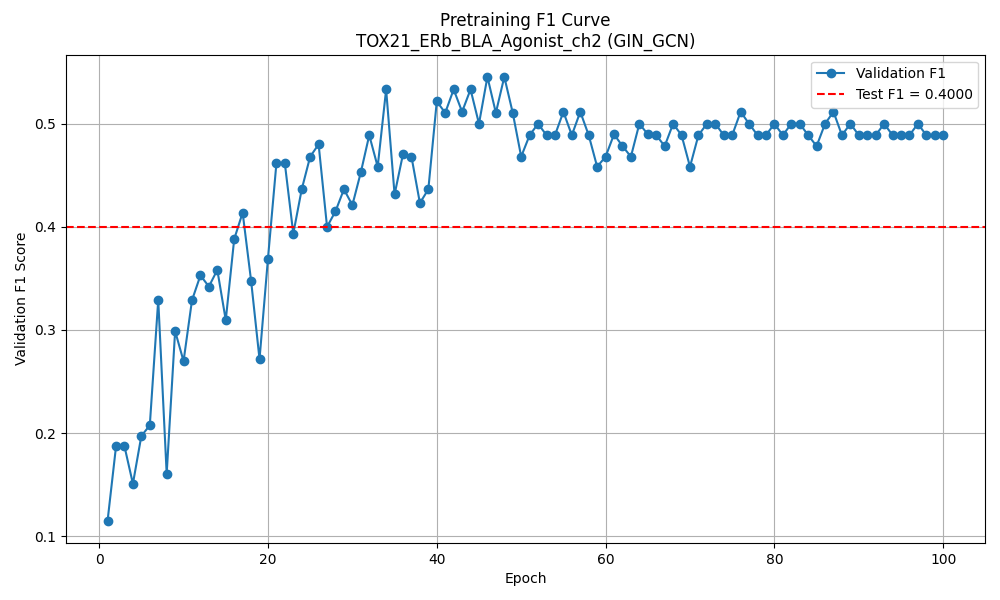 Pretraining F1 Curve
TOX21_ERb_BLA_Agonist_ch2 (GIN_GCN)
Validation F1
Test F1 = 0.4000
Validation F1 Score
0.5
0.4
0.3
0.2
0.1
0 20 40 60 80 100
Epoch